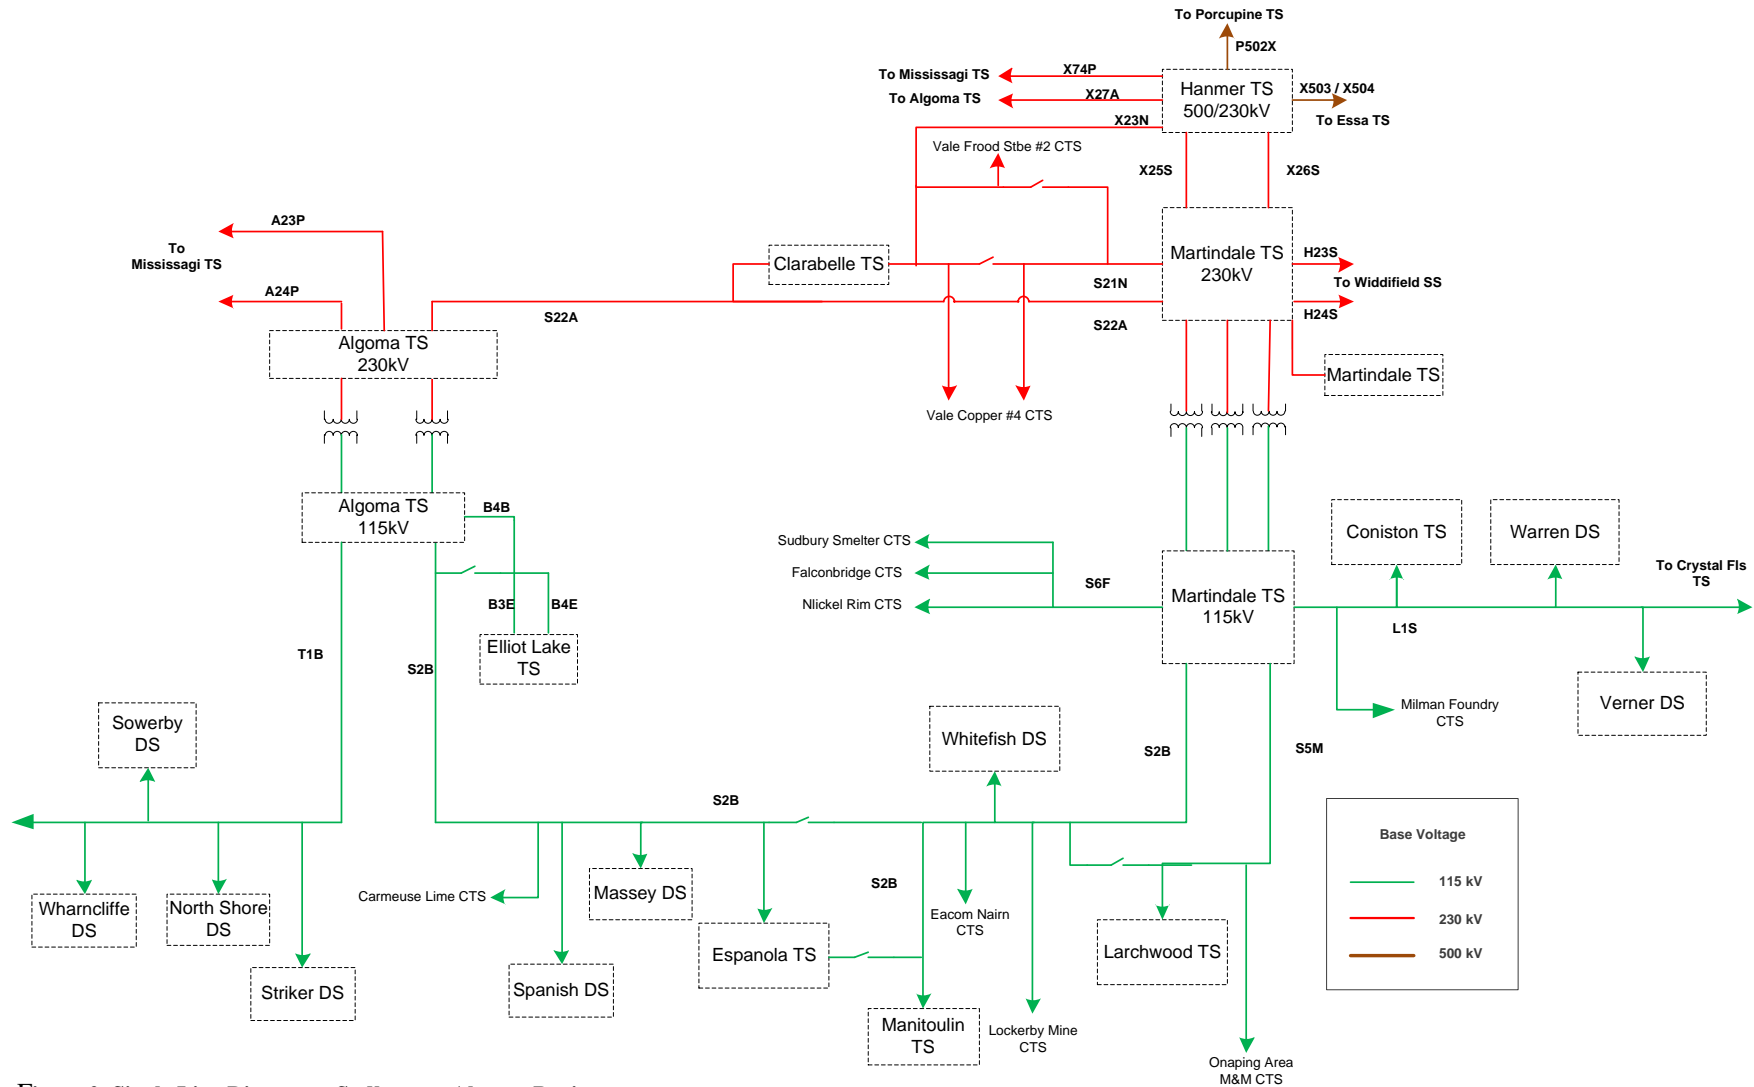 To Porcupine TS
P502X
To Mississagi TS
X74P
Hanmer TS
500/230kV
X503 / X504
To Algoma TS
X27A
To Essa TS
X23N
Vale Frood Stbe #2 CTS
X25S
X26S
A23P
To
Mississagi TS
A24P
Clarabelle TS
Martindale TS
230kV
H23S
To Widdifield SS
H24S
S21N
S22A
S22A
Algoma TS
230kV
Martindale TS
Vale Copper #4 CTS
Algoma TS
115kV
B4B
B3E
B4E
Elliot Lake
TS
Sudbury Smelter CTS
Falconbridge CTS
NIickel Rim CTS
S6F
Martindale TS
115kV
Coniston TS
Warren DS
To Crystal Fls
TS
L1S
Verner DS
Milman Foundry
CTS
T1B
S2B
Sowerby
DS
Whitefish DS
S2B
S5M
S2B
Wharncliffe
DS
North Shore
DS
Striker DS
Carmeuse Lime CTS
Spanish DS
Massey DS
Espanola TS
S2B
Eacom Nairn
CTS
Manitoulin
TS
Lockerby Mine
CTS
Larchwood TS
Onaping Area
M&M CTS
Base Voltage
115 kV
230 kV
500 kV